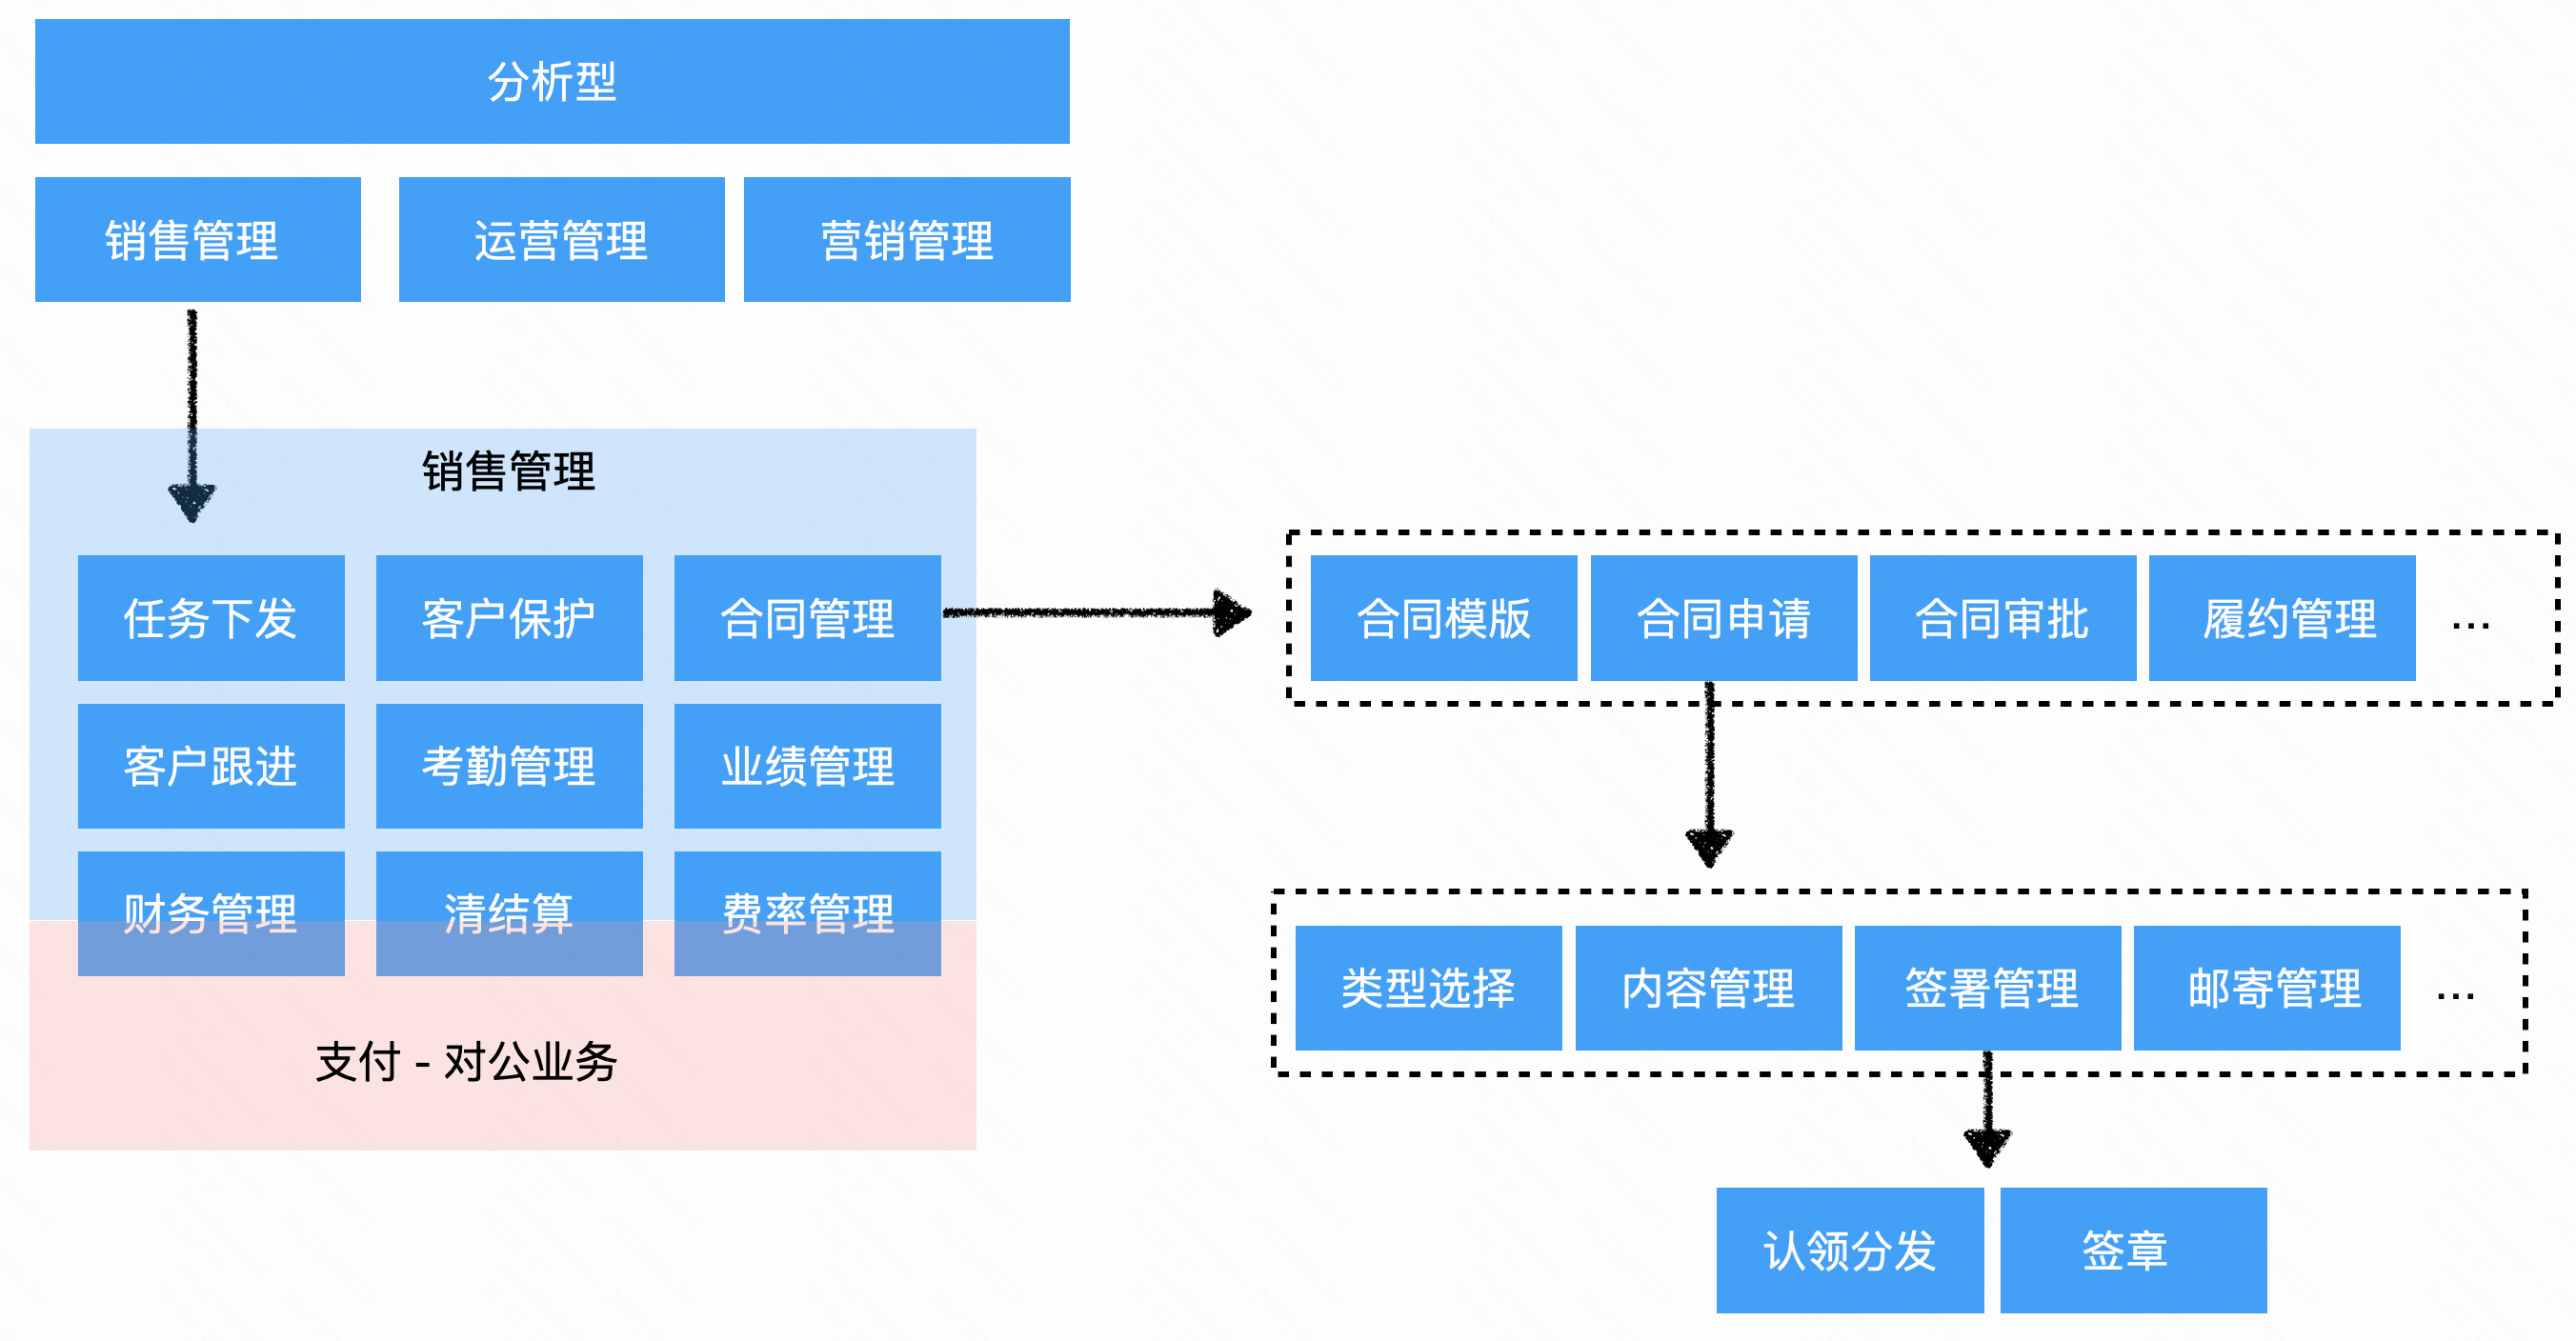 分析型
销售管理
运营管理
营销管理
销售管理
任务下发
客户保护
合同管理
客户跟进
考勤管理
业绩管理
财务管理
清结算
费率管理
支付 - 对公业务
合同模版
合同申请
合同审批
履约管理
...
类型选择
内容管理
签署管理
邮寄管理
...
认领分发
签章